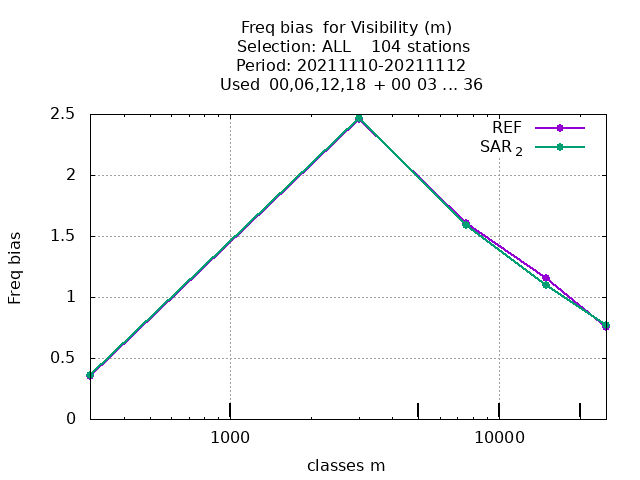 Freq bias for Visibility (m)
Selection: ALL 104 stations
Period: 20211110-20211112
Used 00,06,12,18 + 00 03 ... 36
REF
SAR 2
2.5
2
1.5
1
0.5
0
Freq bias
1000
10000
classes m